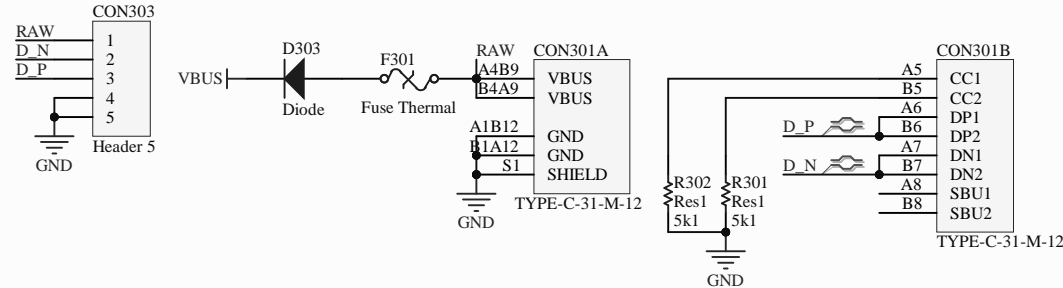 CON303
RAW
D_N
D_P
1
2
3
4
5
GND
Header 5
VBUS
D303
Diode
F301
Fuse Thermal
RAW
CON301A
A4B9
VBUS
B4A9
VBUS
A1B12
GND
B1A12
GND
S1
SHIELD
GND
TYPE-C-31-M-12
CON301B
A5
CC1
B5
CC2
A6
DP1
D_P
B6
DP2
A7
DN1
D_N
B7
DN2
A8
SBU1
B8
SBU2
TYPE-C-31-M-12
R302
Res1
5k1
R301
Res1
5k1
GND